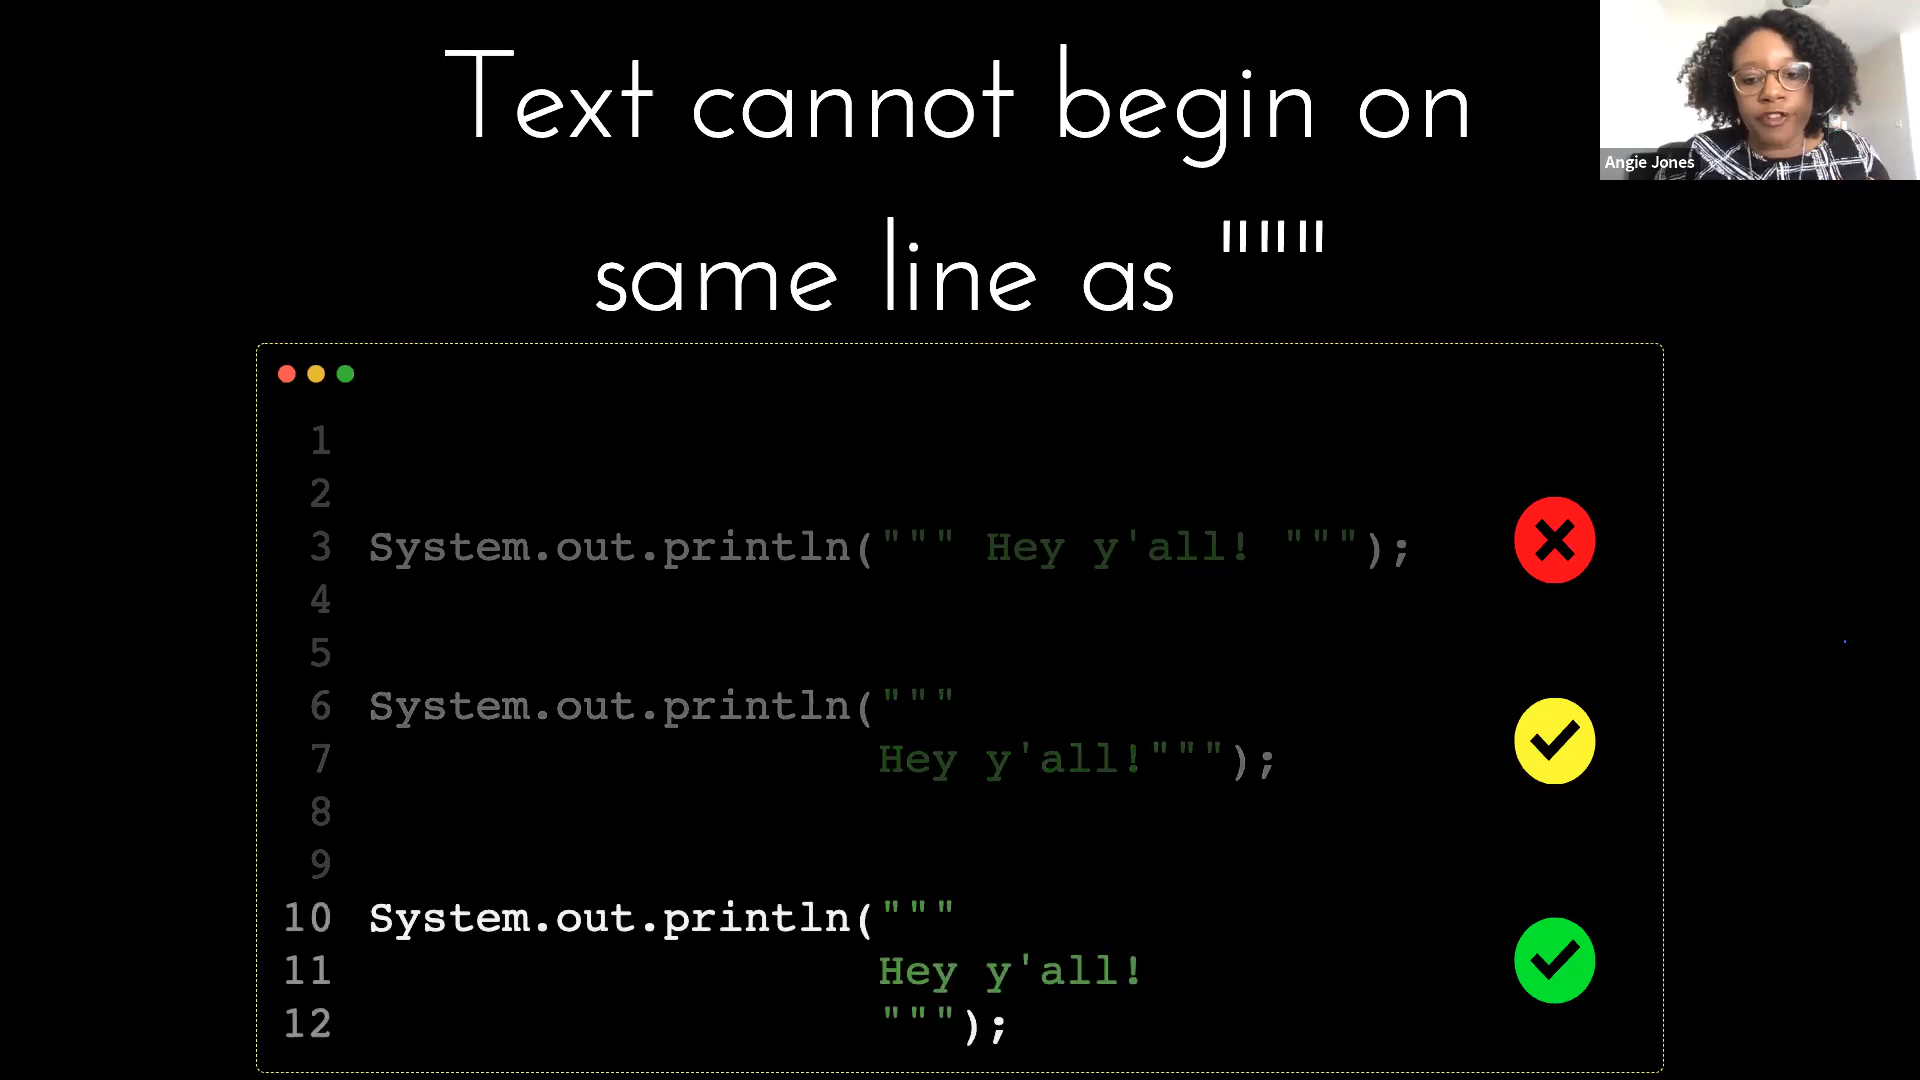 Text cannot begin on
same line as """
Angie Jones
1
2
3 System.out.println(""" Hey y'all! """);
4
5
6 System.out.println("""
7 Hey y'all!""");
8
9
10 System.out.println("""
11 Hey y'all!
12 """);